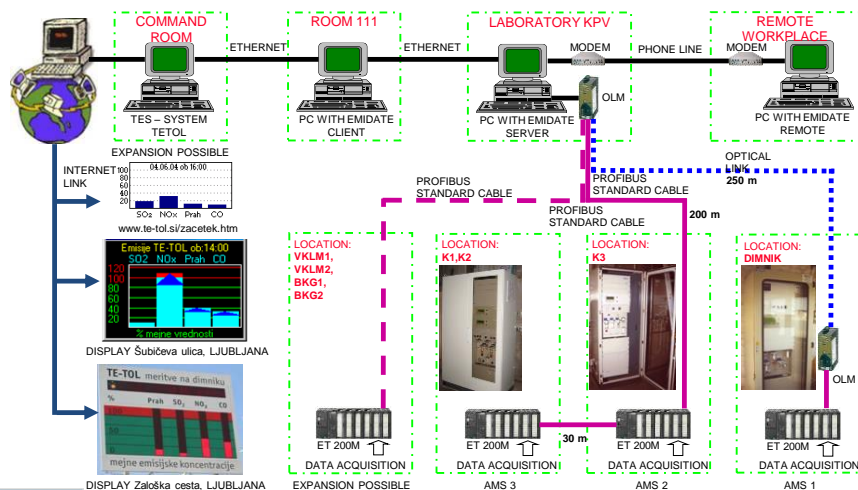 COMMAND
ROOM
TES – SYSTEM
TETOL
ETHERNET
ROOM 111
PC WITH EMIDATE
CLIENT
ETHERNET
LABORATORY KPV
PC WITH EMIDATE
SERVER
MODEM
OLM
PHONE LINE
REMOTE
WORKPLACE
MODEM
PC WITH EMIDATE
REMOTE
INTERNET
LINK
EXPANSION POSSIBLE
04.06.04 ob 16:00
100
80
60
40
20
SO2 NOx Prah CO
www.te-tol.si/zacetek.htm
Emisije TE-TOL ob:14:00
SO2 NOx Prah CO
120
100
80
60
40
20
% mejne vrednosti
DISPLAY Šubičeva ulica, LJUBLJANA
TE-TOL meritve na dimniku
% Prah SO2 NOx CO
50
0
mejne emisijske koncentracije
DISPLAY Zaloška cesta, LJUBLJANA
PROFIBUS
STANDARD CABLE
PROFIBUS
STANDARD CABLE
PROFIBUS
STANDARD CABLE
200 m
OPTICAL
LINK
250 m
LOCATION:
VKLM1,
VKLM2,
BKG1,
BKG2
ET 200M
DATA ACQUISITION
EXPANSION POSSIBLE
LOCATION:
K1,K2
ET 200M
DATA ACQUISITION
AMS 3
30 m
LOCATION:
K3
ET 200M
DATA ACQUISITION
AMS 2
LOCATION:
DIMNIK
OLM
ET 200M
DATA ACQUISITION
AMS 1